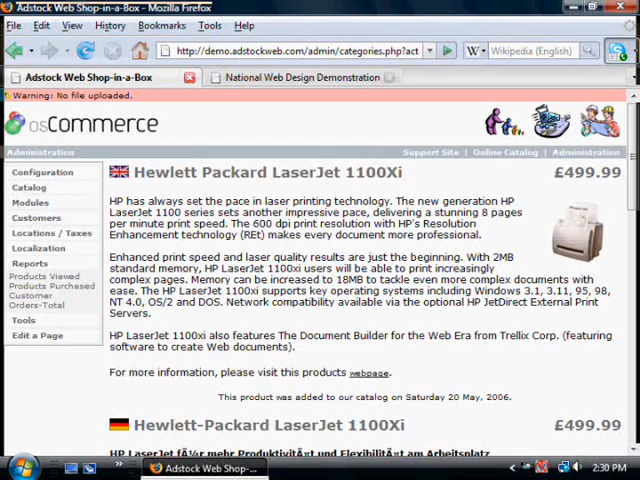 Adstock Web Shop-in-a-Box - Mozilla Firefox
File Edit View History Bookmarks Tools Help
http://demo.adstockweb.com/admin/categories.php?act
W Wikipedia (English)
Adstock Web Shop-in-a-Box National Web Design Demonstration
Warning: No file uploaded.
osCommerce
Administration Support Site | Online Catalog | Administration
Configuration
Catalog
Modules
Customers
Locations / Taxes
Localization
Reports
Products Viewed
Products Purchased
Customer
Orders-Total
Tools
Edit a Page
Hewlett Packard LaserJet 1100Xi £499.99
HP has always set the pace in laser printing technology. The new generation HP
LaserJet 1100 series sets another impressive pace, delivering a stunning 8 pages
per minute print speed. The 600 dpi print resolution with HP's Resolution
Enhancement technology (REt) makes every document more professional.
Enhanced print speed and laser quality results are just the beginning. With 2MB
standard memory, HP LaserJet 1100xi users will be able to print increasingly
complex pages. Memory can be increased to 18MB to tackle even more complex documents with
ease. The HP LaserJet 1100xi supports key operating systems including Windows 3.1, 3.11, 95, 98,
NT 4.0, OS/2 and DOS. Network compatibility available via the optional HP JetDirect External Print
Servers.
HP LaserJet 1100xi also features The Document Builder for the Web Era from Trellix Corp. (featuring
software to create Web documents).
For more information, please visit this products webpage.
This product was added to our catalog on Saturday 20 May, 2006.
Hewlett-Packard LaserJet 1100Xi £499.99
HP LaserJet fÃ¼r mehr ProduktivitÃ¤t und FlexibilitÃ¤t am Arbeitsplatz
Adstock Web Shop-... 2:30 PM